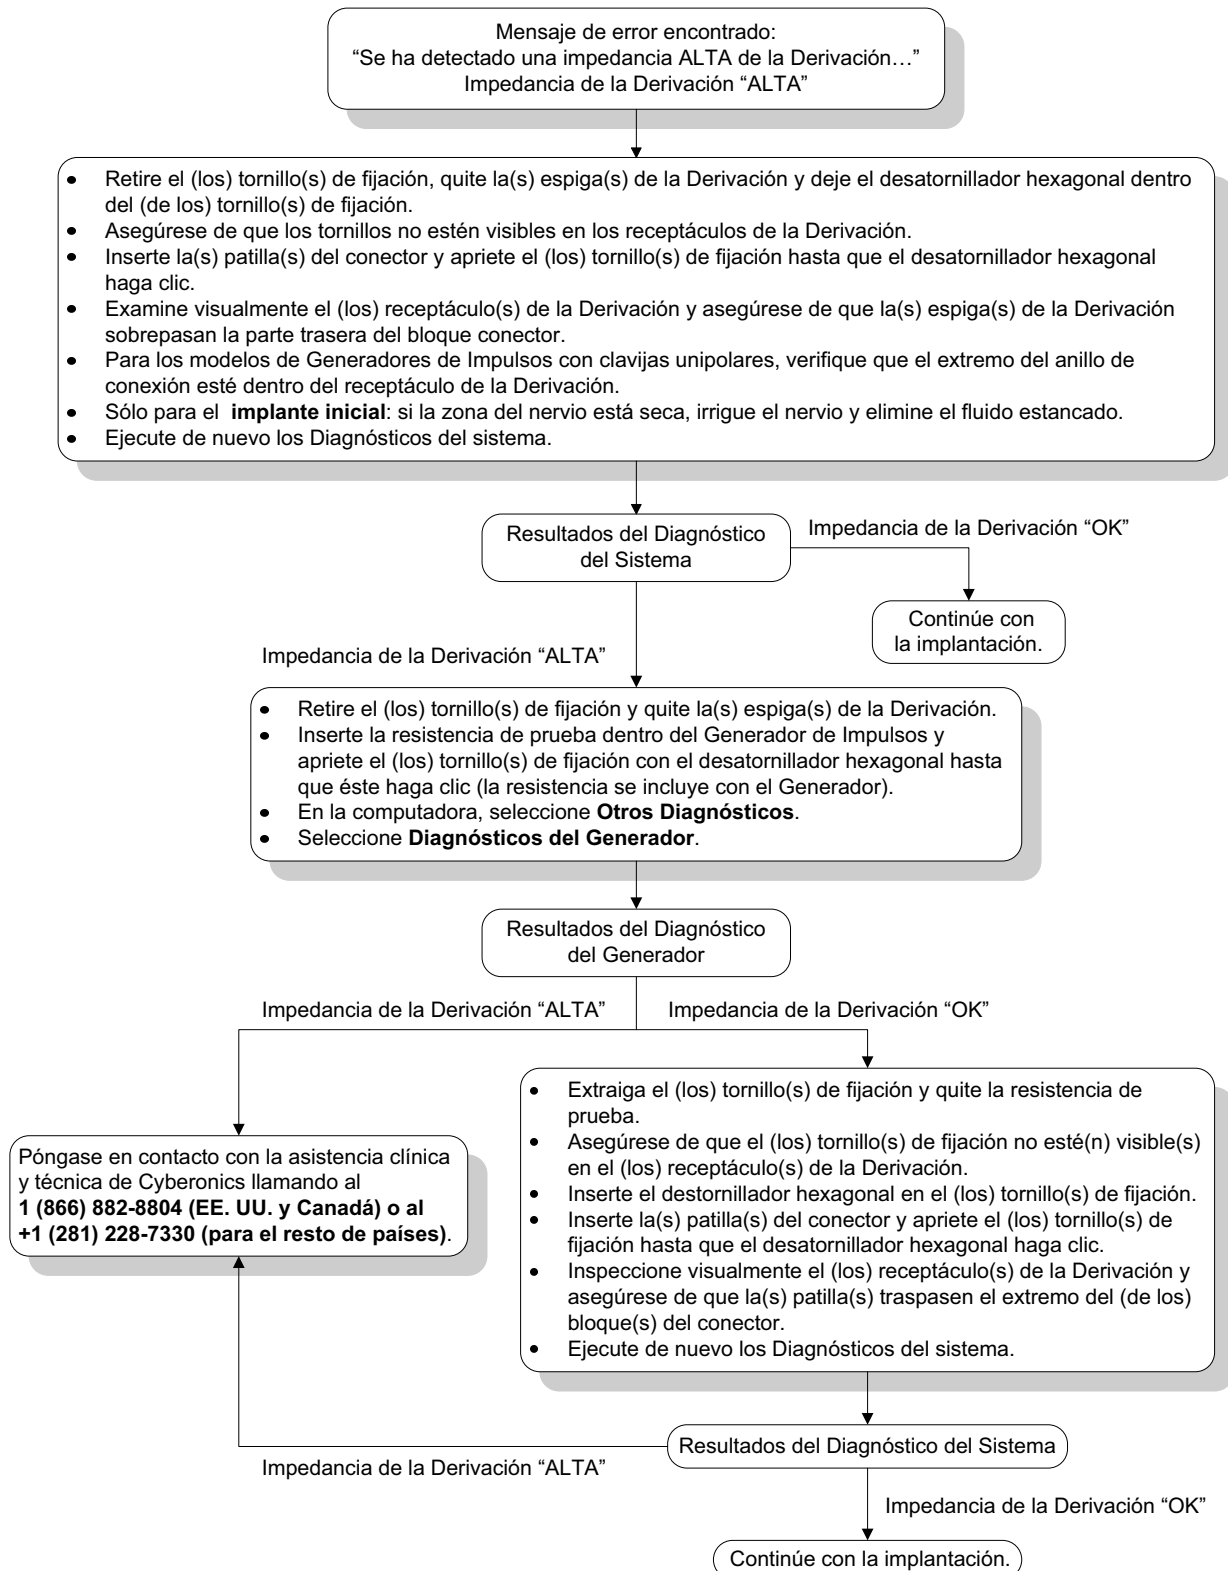 Mensaje de error encontrado:
“Se ha detectado una impedancia ALTA de la Derivación…”
Impedancia de la Derivación “ALTA”
• Retire el (los) tornillo(s) de fijación, quite la(s) espiga(s) de la Derivación y deje el desatornillador hexagonal dentro
del (de los) tornillo(s) de fijación.
• Asegúrese de que los tornillos no estén visibles en los receptáculos de la Derivación.
• Inserte la(s) patilla(s) del conector y apriete el (los) tornillo(s) de fijación hasta que el desatornillador hexagonal
haga clic.
• Examine visualmente el (los) receptáculo(s) de la Derivación y asegúrese de que la(s) espiga(s) de la Derivación
sobrepasan la parte trasera del bloque conector.
• Para los modelos de Generadores de Impulsos con clavijas unipolares, verifique que el extremo del anillo de
conexión esté dentro del receptáculo de la Derivación.
• Sólo para el implante inicial: si la zona del nervio está seca, irrigue el nervio y elimine el fluido estancado.
• Ejecute de nuevo los Diagnósticos del sistema.
Resultados del Diagnóstico
del Sistema
Impedancia de la Derivación “OK”
Continúe con
la implantación.
Impedancia de la Derivación “ALTA”
• Retire el (los) tornillo(s) de fijación y quite la(s) espiga(s) de la Derivación.
• Inserte la resistencia de prueba dentro del Generador de Impulsos y
apriete el (los) tornillo(s) de fijación con el desatornillador hexagonal hasta
que éste haga clic (la resistencia se incluye con el Generador).
• En la computadora, seleccione Otros Diagnósticos.
• Seleccione Diagnósticos del Generador.
Resultados del Diagnóstico
del Generador
Impedancia de la Derivación “ALTA”
Impedancia de la Derivación “OK”
Póngase en contacto con la asistencia clínica
y técnica de Cyberonics llamando al
1 (866) 882-8804 (EE. UU. y Canadá) o al
+1 (281) 228-7330 (para el resto de países).
• Extraiga el (los) tornillo(s) de fijación y quite la resistencia de
prueba.
• Asegúrese de que el (los) tornillo(s) de fijación no esté(n) visible(s)
en el (los) receptáculo(s) de la Derivación.
• Inserte el destornillador hexagonal en el (los) tornillo(s) de fijación.
• Inserte la(s) patilla(s) del conector y apriete el (los) tornillo(s) de
fijación hasta que el desatornillador hexagonal haga clic.
• Inspeccione visualmente el (los) receptáculo(s) de la Derivación y
asegúrese de que la(s) patilla(s) traspasen el extremo del (de los)
bloque(s) del conector.
• Ejecute de nuevo los Diagnósticos del sistema.
Resultados del Diagnóstico del Sistema
Impedancia de la Derivación “ALTA”
Impedancia de la Derivación “OK”
Continúe con la implantación.